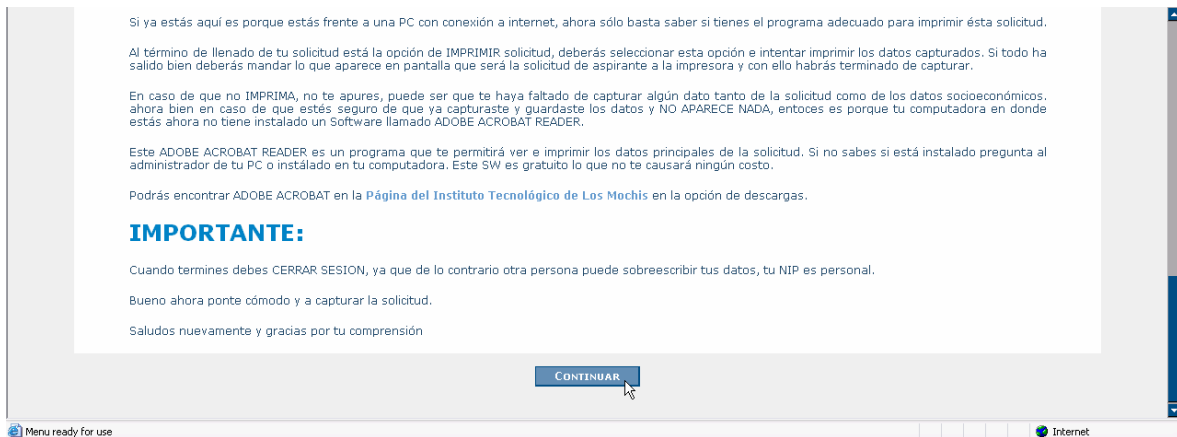 Si ya estás aquí es porque estás frente a una PC con conexión a internet, ahora sólo basta saber si tienes el programa adecuado para imprimir ésta solicitud.
Al término de llenado de tu solicitud está la opción de IMPRIMIR solicitud, deberás seleccionar esta opción e intentar imprimir los datos capturados. Si todo ha
salido bien deberás mandar lo que aparece en pantalla que será la solicitud de aspirante a la impresora y con ello habrás terminado de capturar.
En caso de que no IMPRIMA, no te apures, puede ser que te haya faltado de capturar algún dato tanto de la solicitud como de los datos socioeconómicos.
ahora bien en caso de que estés seguro de que ya capturaste y guardaste los datos y NO APARECE NADA, entoces es porque tu computadora en donde
estás ahora no tiene instalado un Software llamado ADOBE ACROBAT READER.
Este ADOBE ACROBAT READER es un programa que te permitirá ver e imprimir los datos principales de la solicitud. Si no sabes si está instalado pregunta al
administrador de tu PC o instálado en tu computadora. Este SW es gratuito lo que no te causará ningún costo.
Podrás encontrar ADOBE ACROBAT en la Página del Instituto Tecnológico de Los Mochis en la opción de descargas.
IMPORTANTE:
Cuando termines debes CERRAR SESION, ya que de lo contrario otra persona puede sobreescribir tus datos, tu NIP es personal.
Bueno ahora ponte cómodo y a capturar la solicitud.
Saludos nuevamente y gracias por tu comprensión
CONTINUAR
Menu ready for use
Internet